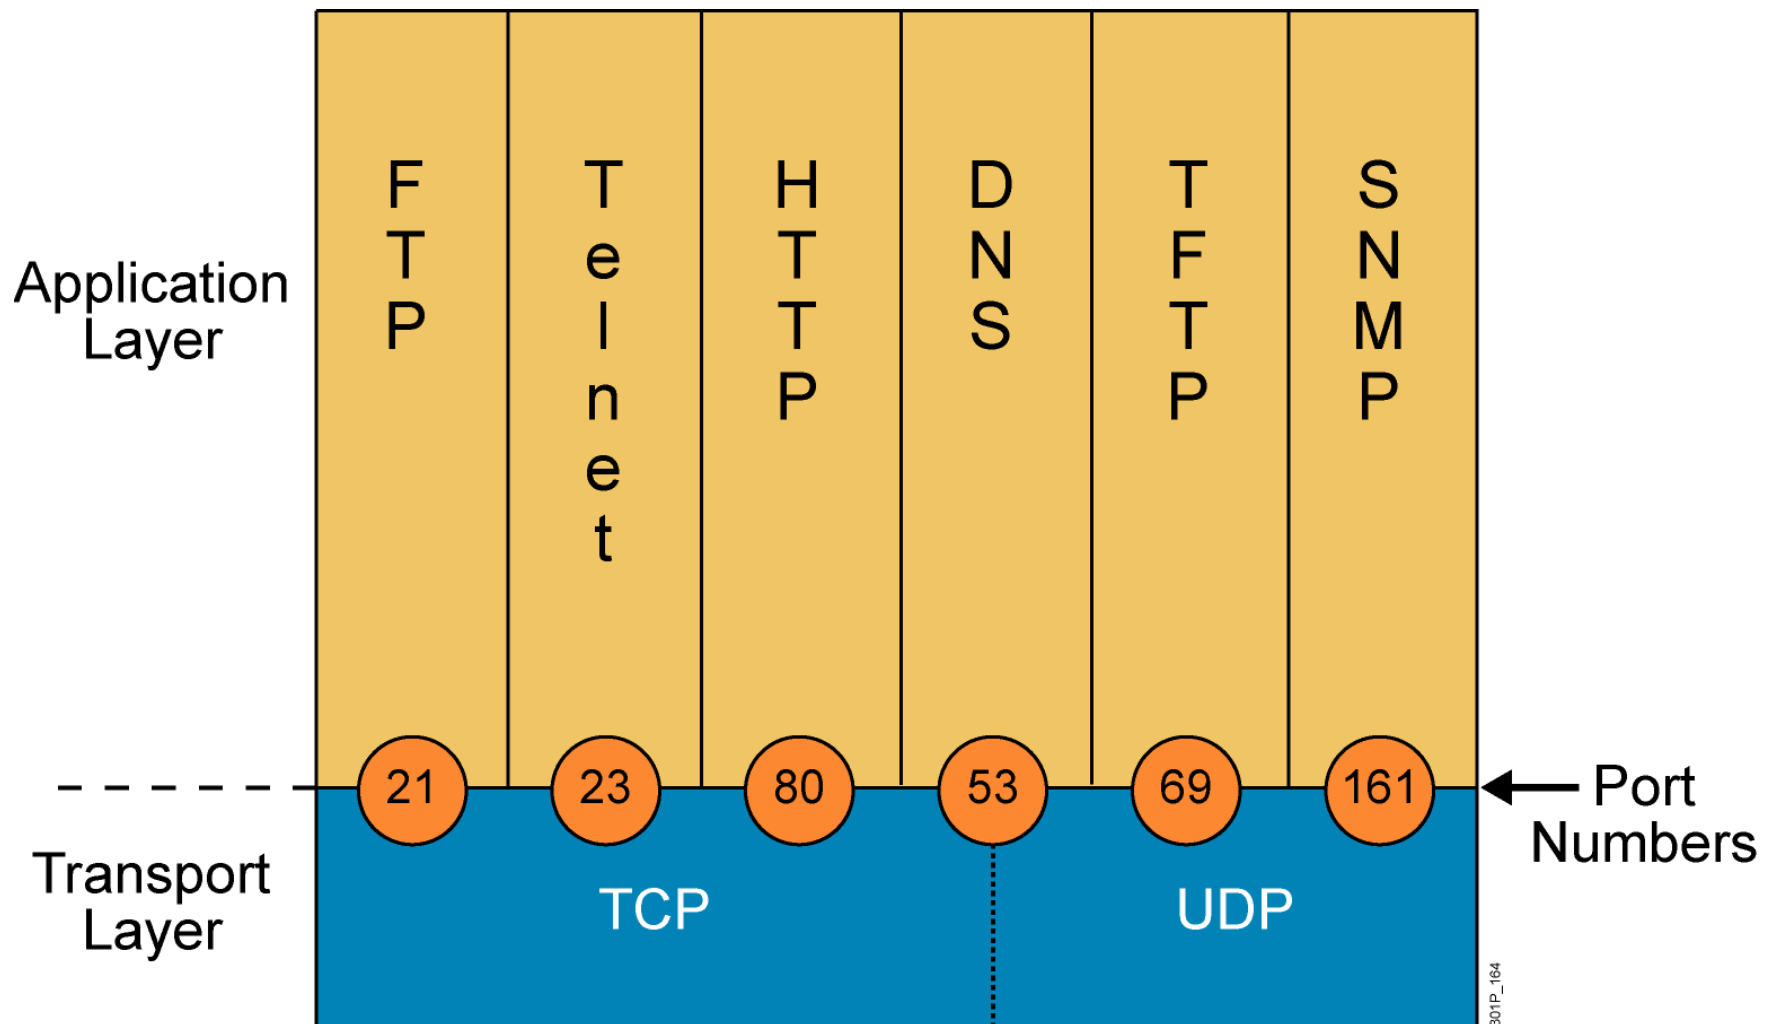 Application
Layer
FTP
Telnet
HTTP
DNS
TFTP
SNMP
21
23
80
53
69
161
Port
Numbers
Transport
Layer
TCP
UDP
301P_164